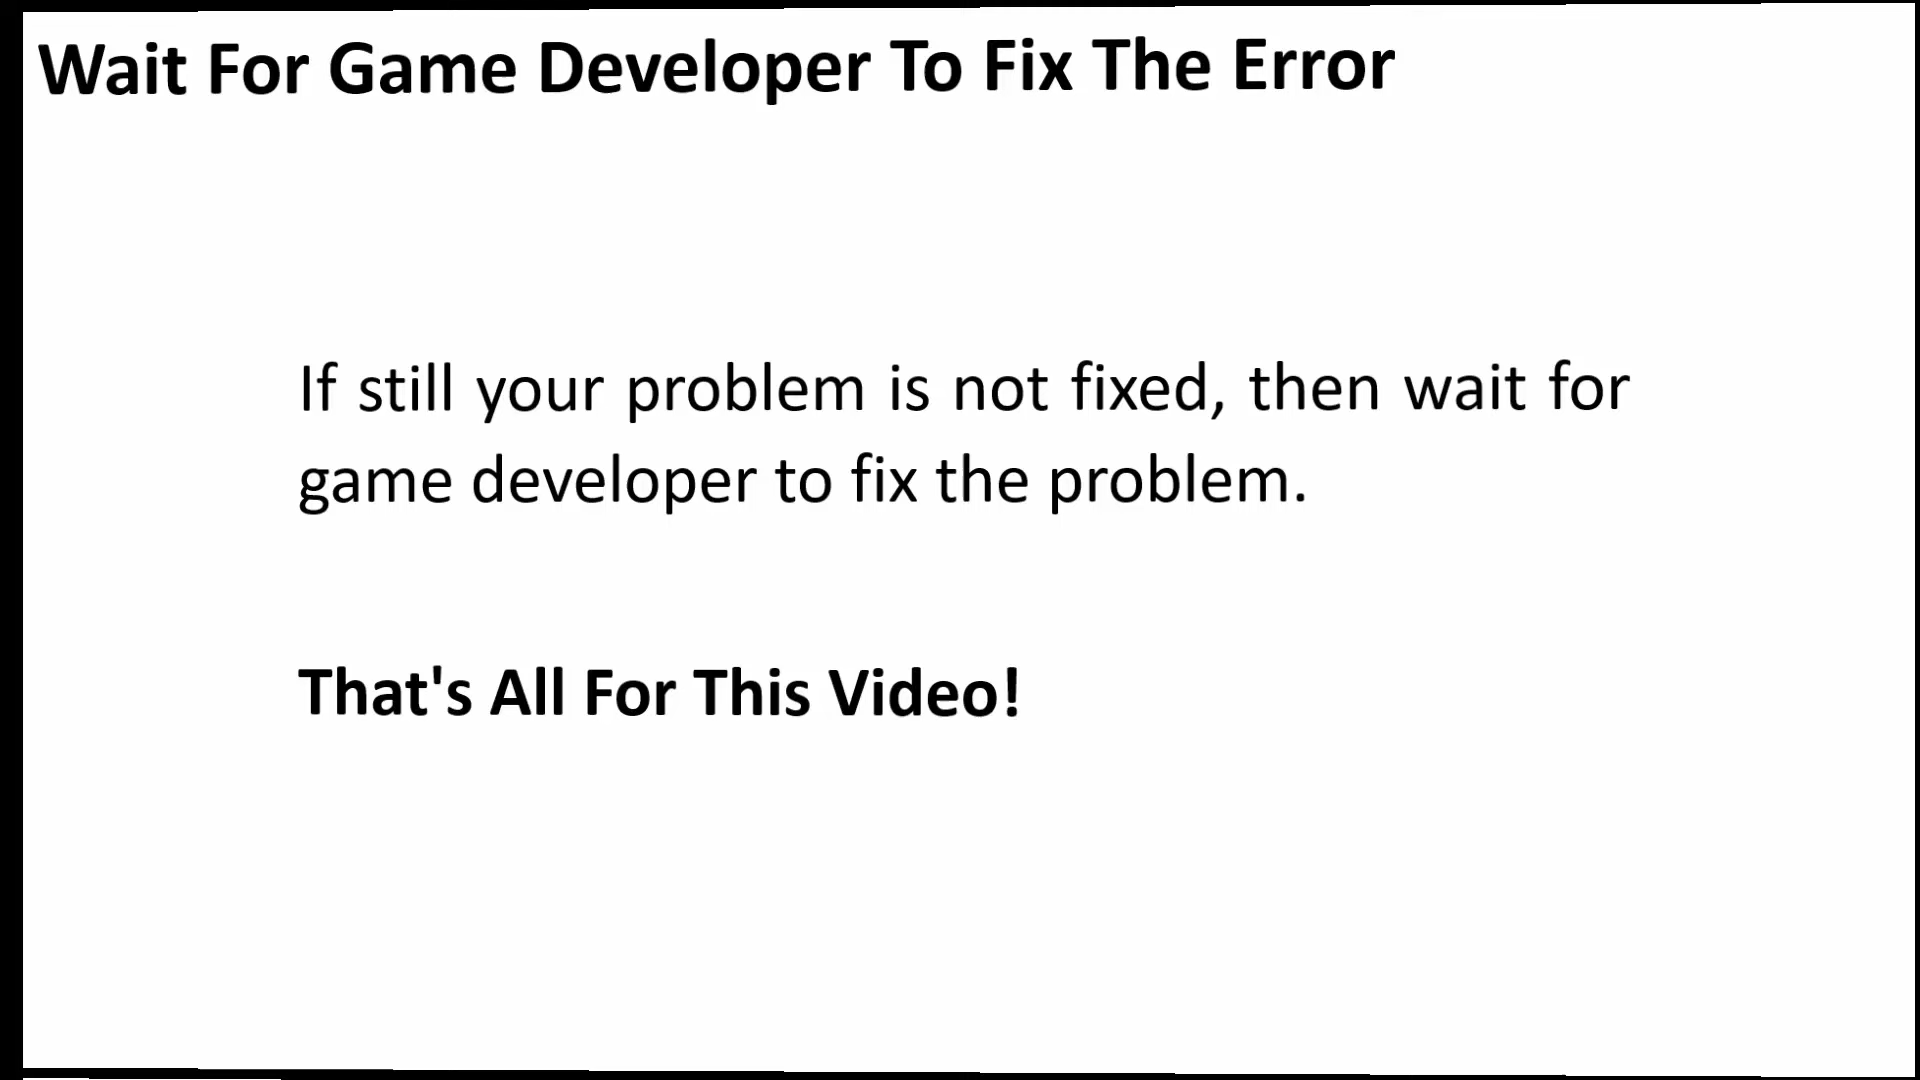 Wait For Game Developer To Fix The Error
If still your problem is not fixed, then wait for
game developer to fix the problem.
That's All For This Video!